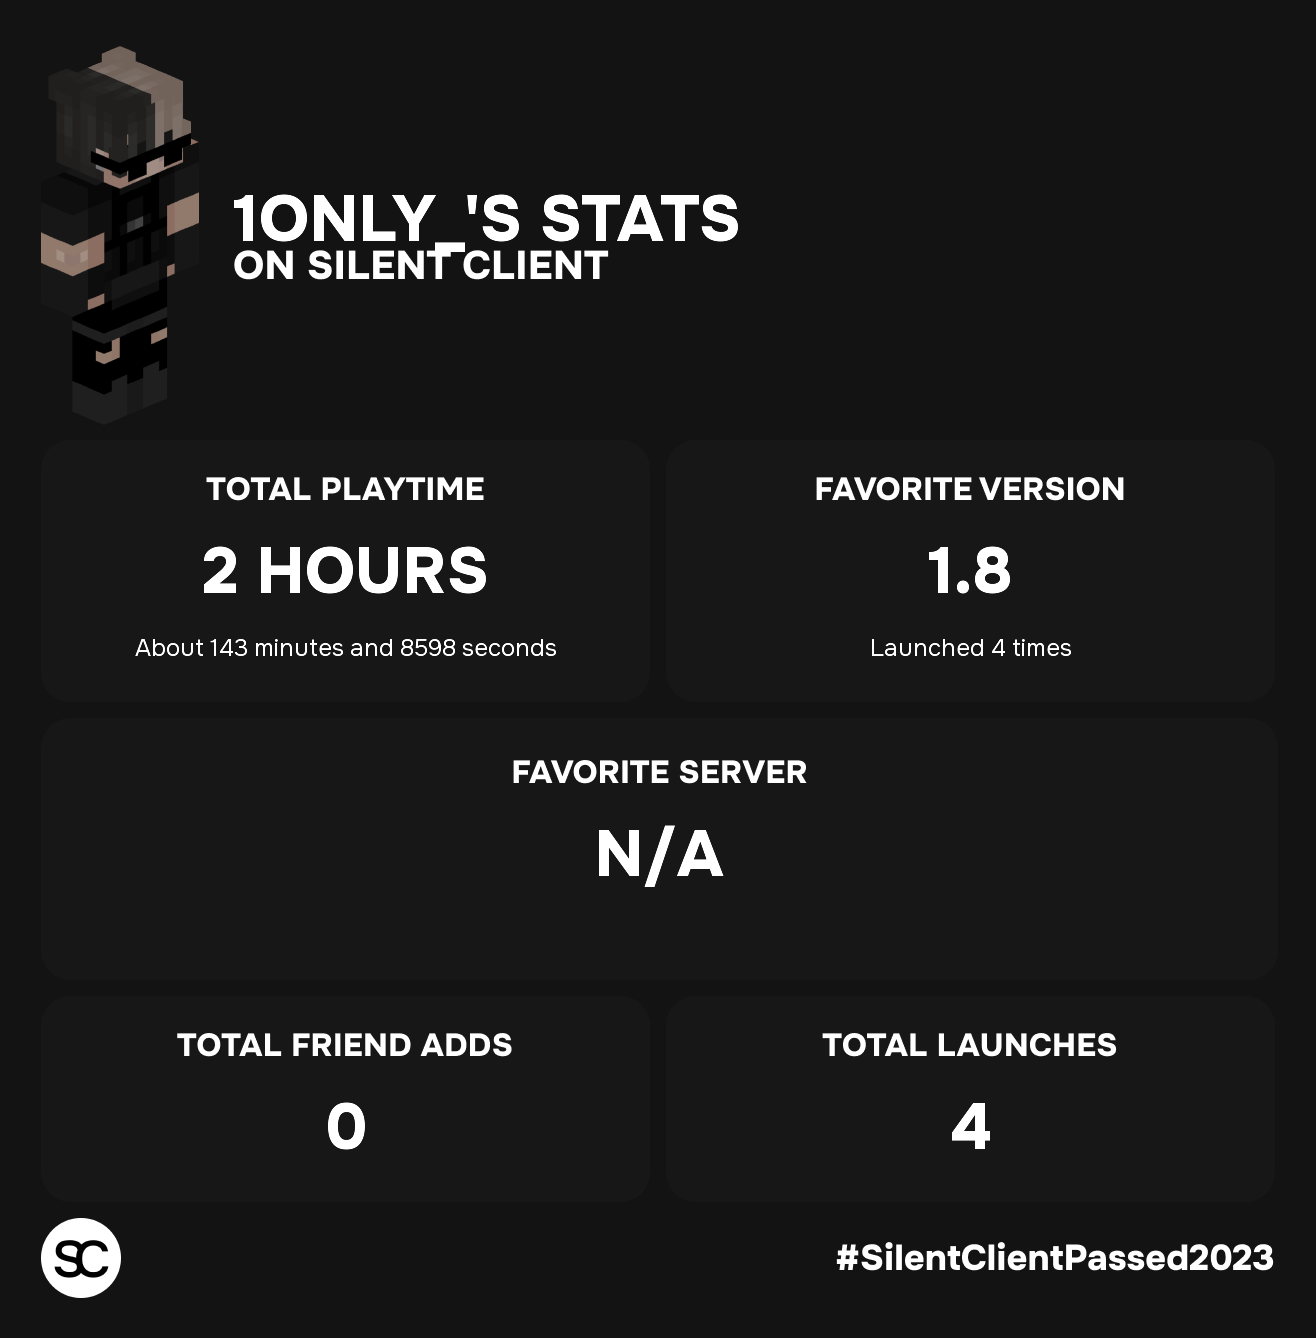 1ONLY_'S STATS
ON SILENT CLIENT
TOTAL PLAYTIME
2 HOURS
About 143 minutes and 8598 seconds
FAVORITE VERSION
1.8
Launched 4 times
FAVORITE SERVER
N/A
TOTAL FRIEND ADDS
0
TOTAL LAUNCHES
4
SC
#SilentClientPassed2023